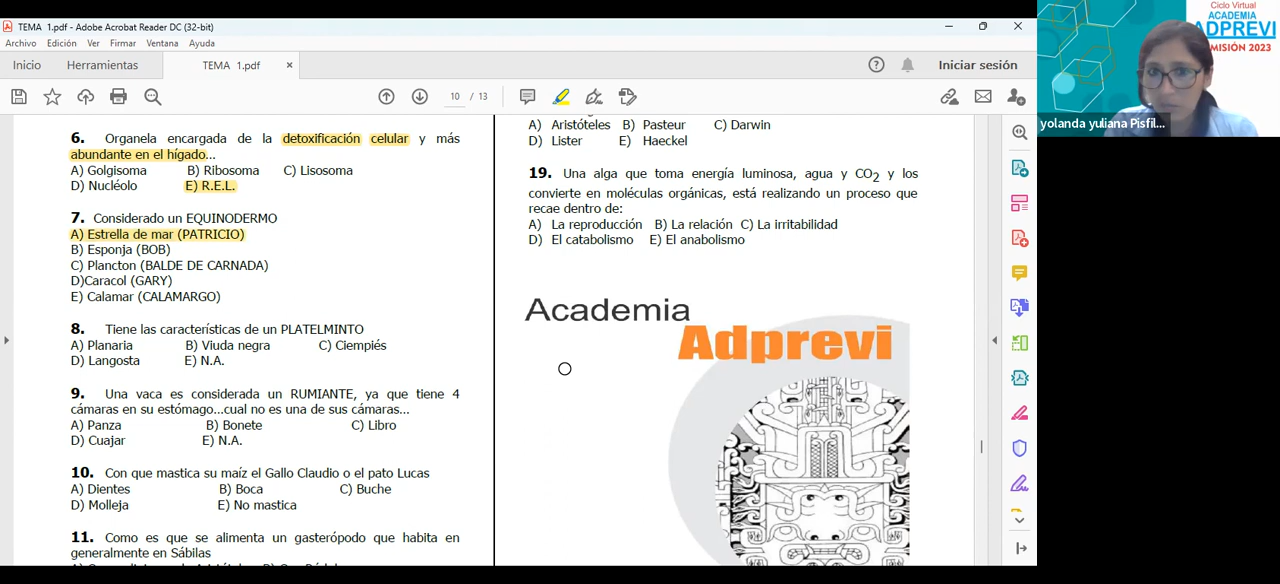 TEMA 1.pdf - Adobe Acrobat Reader DC (32-bit)
Archivo Edición Ver Firmar Ventana Ayuda
Inicio Herramientas TEMA 1.pdf × Iniciar sesión
10 / 13
6. Organela encargada de la detoxificación celular y más
abundante en el hígado...
A) Golgisoma B) Ribosoma C) Lisosoma
D) Nucléolo E) R.E.L.
7. Considerado un EQUINODERMO
A) Estrella de mar (PATRICIO)
B) Esponja (BOB)
C) Plancton (BALDE DE CARNADA)
D)Caracol (GARY)
E) Calamar (CALAMARGO)
8. Tiene las características de un PLATELMINTO
A) Planaria B) Viuda negra C) Ciempiés
D) Langosta E) N.A.
9. Una vaca es considerada un RUMIANTE, ya que tiene 4
cámaras en su estómago...cual no es una de sus cámaras...
A) Panza B) Bonete C) Libro
D) Cuajar E) N.A.
10. Con que mastica su maíz el Gallo Claudio o el pato Lucas
A) Dientes B) Boca C) Buche
D) Molleja E) No mastica
11. Como es que se alimenta un gasterópodo que habita en
generalmente en Sábilas
A) Aristóteles B) Pasteur C) Darwin
D) Lister E) Haeckel
19. Una alga que toma energía luminosa, agua y CO2 y los
convierte en moléculas orgánicas, está realizando un proceso que
recae dentro de:
A) La reproducción B) La relación C) La irritabilidad
D) El catabolismo E) El anabolismo
Academia
Adprevi
Ciclo Virtual
ACADEMIA
ADPREVI
MISIÓN 2023
yolanda yuliana Pisfil...